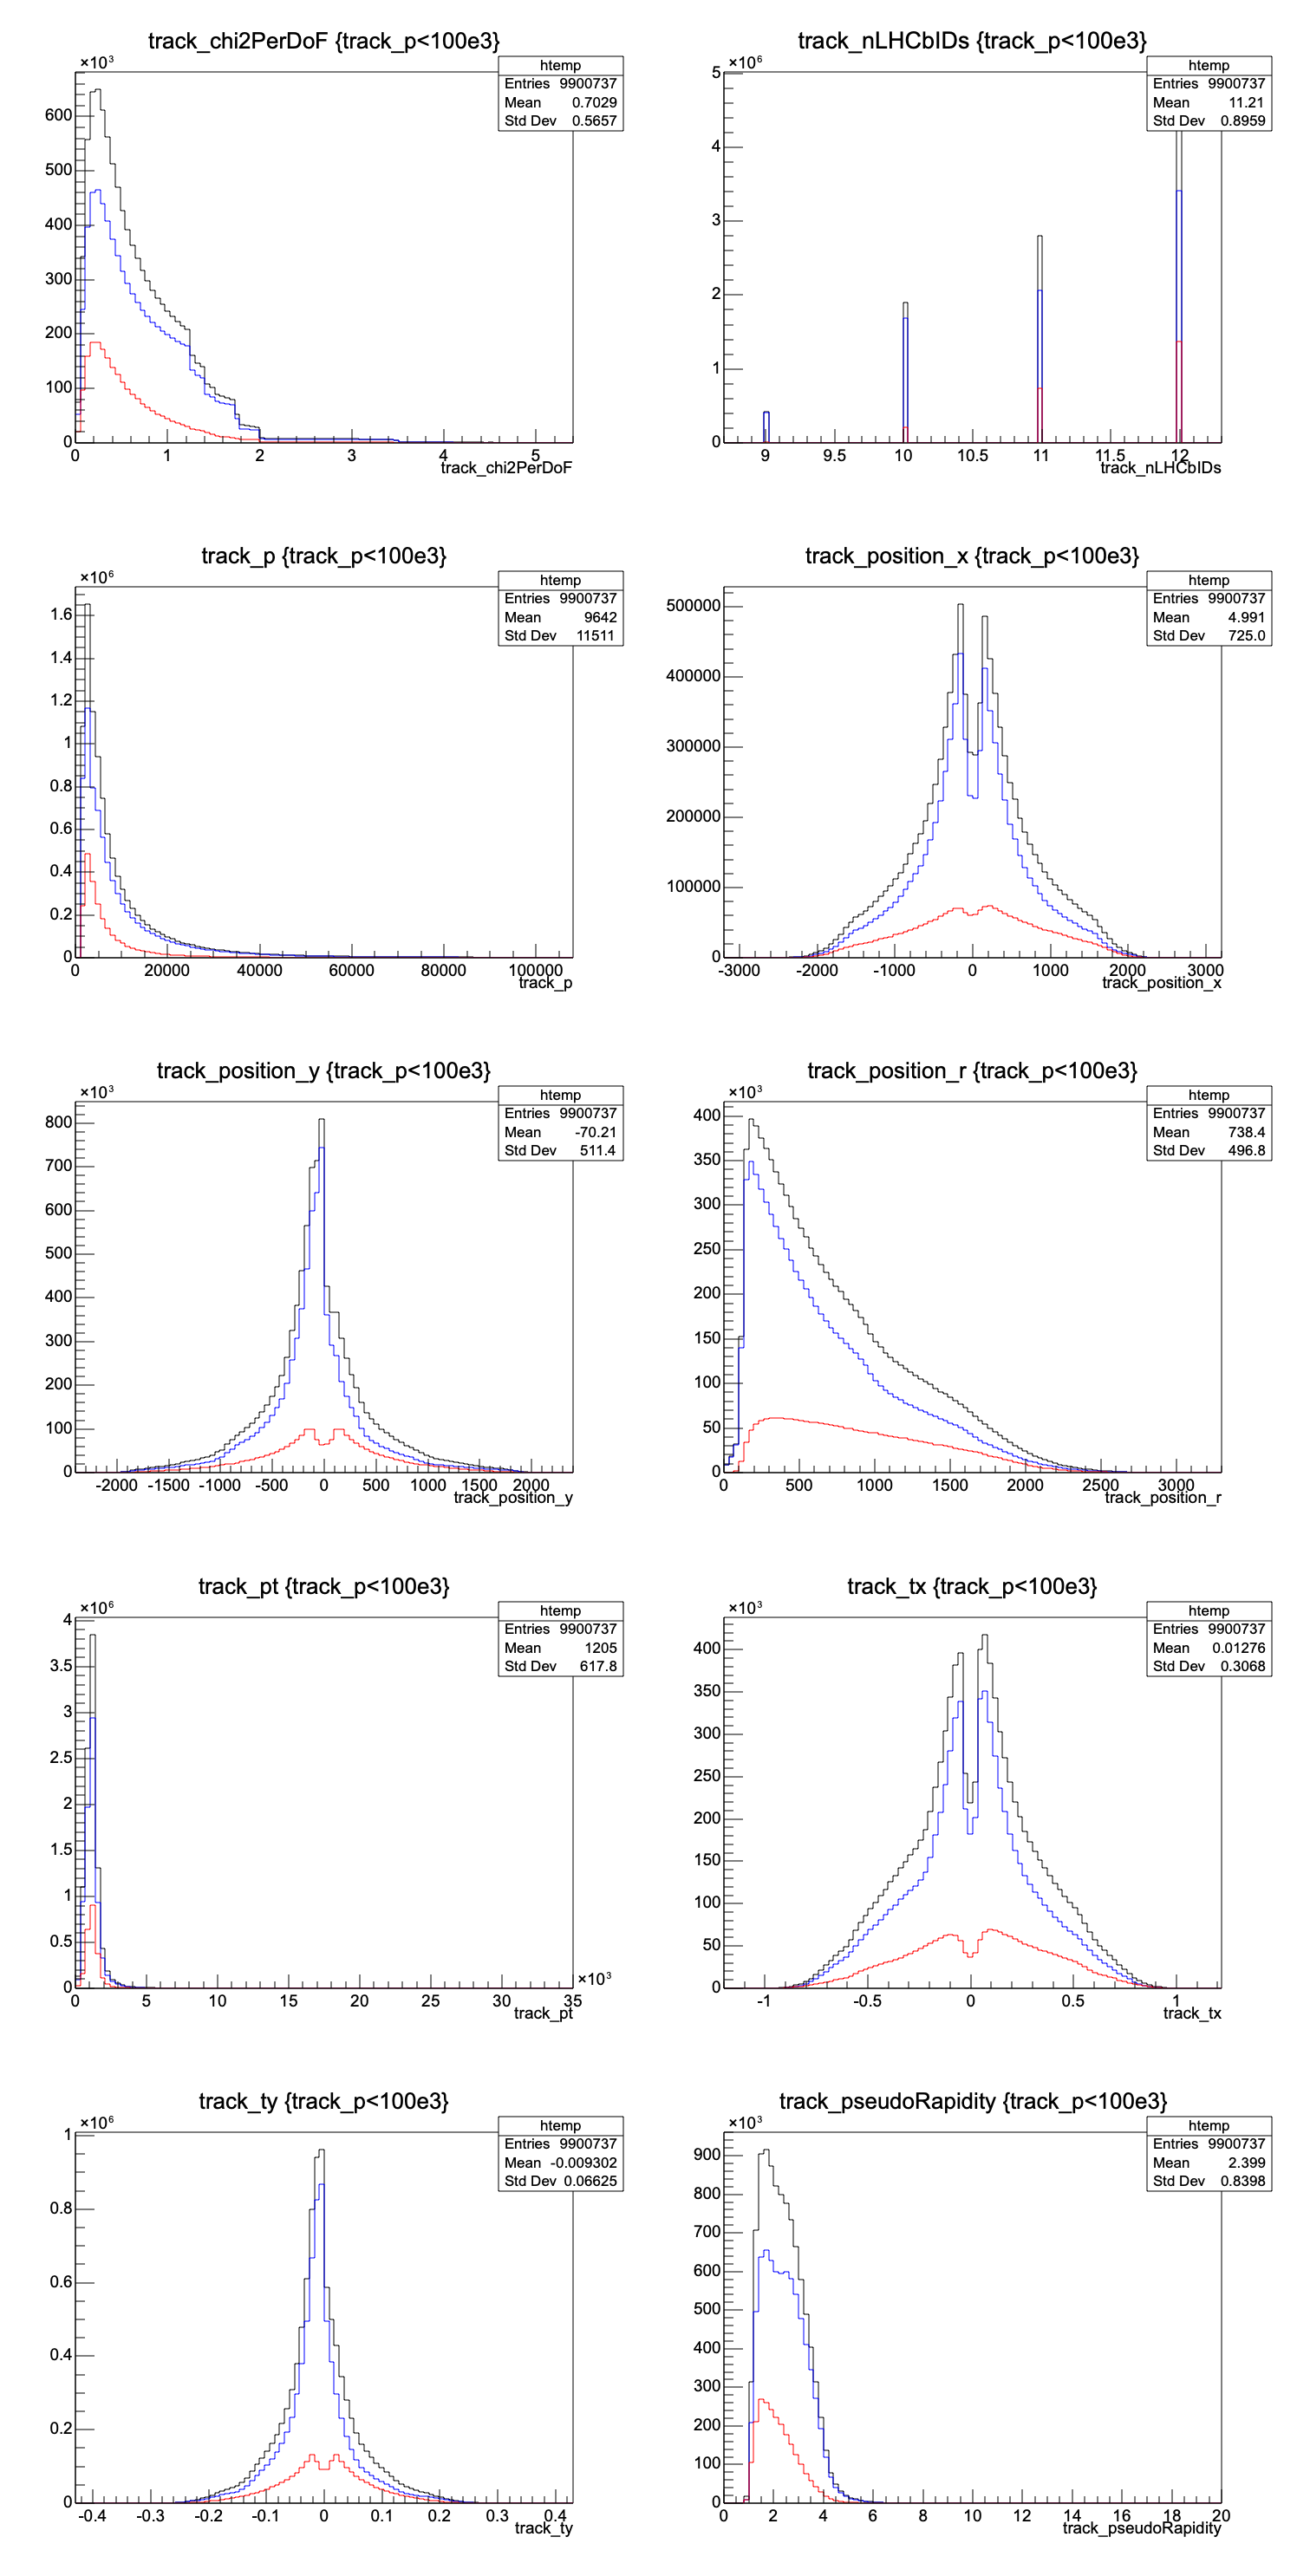 track_chi2PerDoF {track_p<100e3}
×10³
htemp
Entries 9900737
Mean 0.7029
Std Dev 0.5657
600
500
400
300
200
100
0
0 1 2 3 4 5
track_chi2PerDoF
track_nLHCbIDs {track_p<100e3}
×10⁶
htemp
Entries 9900737
Mean 11.21
Std Dev 0.8959
5
4
3
2
1
0
9 9.5 10 10.5 11 11.5 12
track_nLHCbIDs
track_p {track_p<100e3}
×10⁶
htemp
Entries 9900737
Mean 9642
Std Dev 11511
1.6
1.4
1.2
1
0.8
0.6
0.4
0.2
0
0 20000 40000 60000 80000 100000
track_p
track_position_x {track_p<100e3}
htemp
Entries 9900737
Mean 4.991
Std Dev 725.0
500000
400000
300000
200000
100000
0
-3000 -2000 -1000 0 1000 2000 3000
track_position_x
track_position_y {track_p<100e3}
×10³
htemp
Entries 9900737
Mean -70.21
Std Dev 511.4
800
700
600
500
400
300
200
100
0
-2000 -1500 -1000 -500 0 500 1000 1500 2000
track_position_y
track_position_r {track_p<100e3}
×10³
htemp
Entries 9900737
Mean 738.4
Std Dev 496.8
400
350
300
250
200
150
100
50
0
0 500 1000 1500 2000 2500 3000
track_position_r
track_pt {track_p<100e3}
×10⁶
htemp
Entries 9900737
Mean 1205
Std Dev 617.8
4
3.5
3
2.5
2
1.5
1
0.5
0
0 5 10 15 20 25 30 35
×10³
track_pt
track_tx {track_p<100e3}
×10³
htemp
Entries 9900737
Mean 0.01276
Std Dev 0.3068
400
350
300
250
200
150
100
50
0
-1 -0.5 0 0.5 1
track_tx
track_ty {track_p<100e3}
×10⁶
htemp
Entries 9900737
Mean -0.009302
Std Dev 0.06625
1
0.8
0.6
0.4
0.2
0
-0.4 -0.3 -0.2 -0.1 0 0.1 0.2 0.3 0.4
track_ty
track_pseudoRapidity {track_p<100e3}
×10³
htemp
Entries 9900737
Mean 2.399
Std Dev 0.8398
900
800
700
600
500
400
300
200
100
0
0 2 4 6 8 10 12 14 16 18 20
track_pseudoRapidity